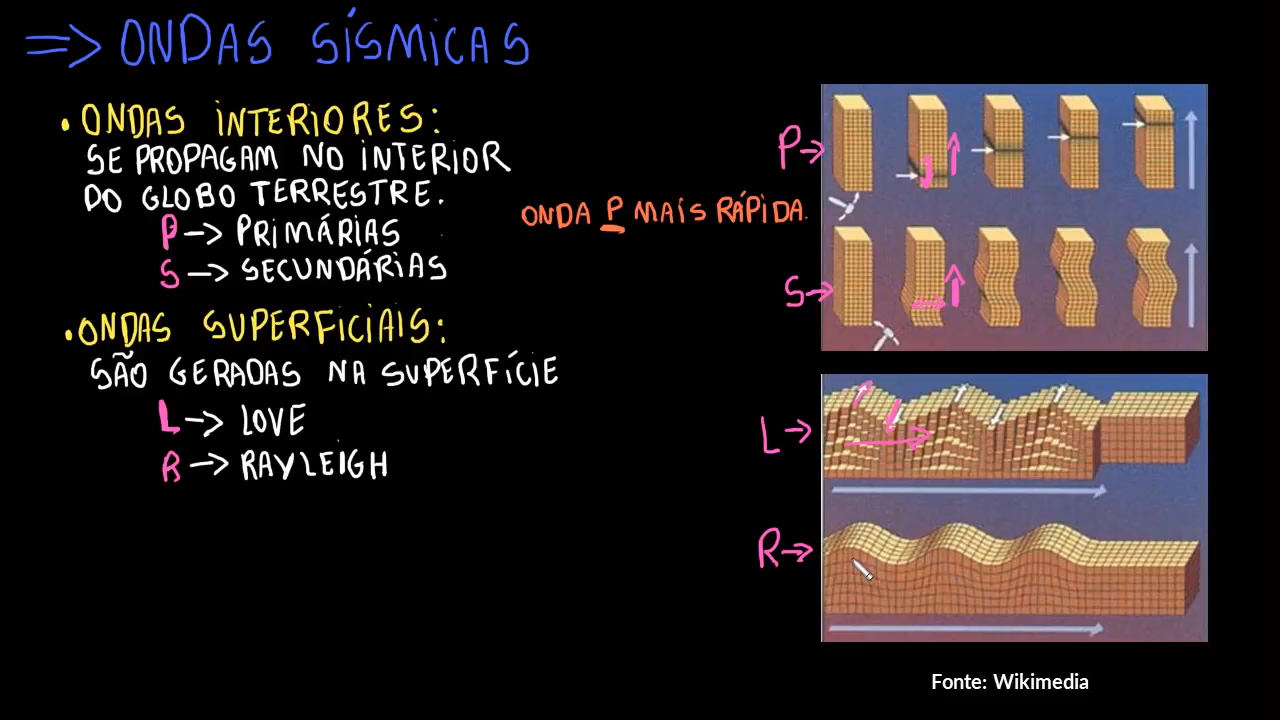 => ONDAS SÍSMICAS
• ONDAS INTERIORES:
SE PROPAGAM NO INTERIOR
DO GLOBO TERRESTRE.
P -> PRIMÁRIAS
S -> SECUNDÁRIAS
• ONDAS SUPERFICIAIS:
SÃO GERADAS NA SUPERFÍCIE
L -> LOVE
R -> RAYLEIGH
ONDA P MAIS RÁPIDA.
P ->
S ->
L ->
R ->
Fonte: Wikimedia